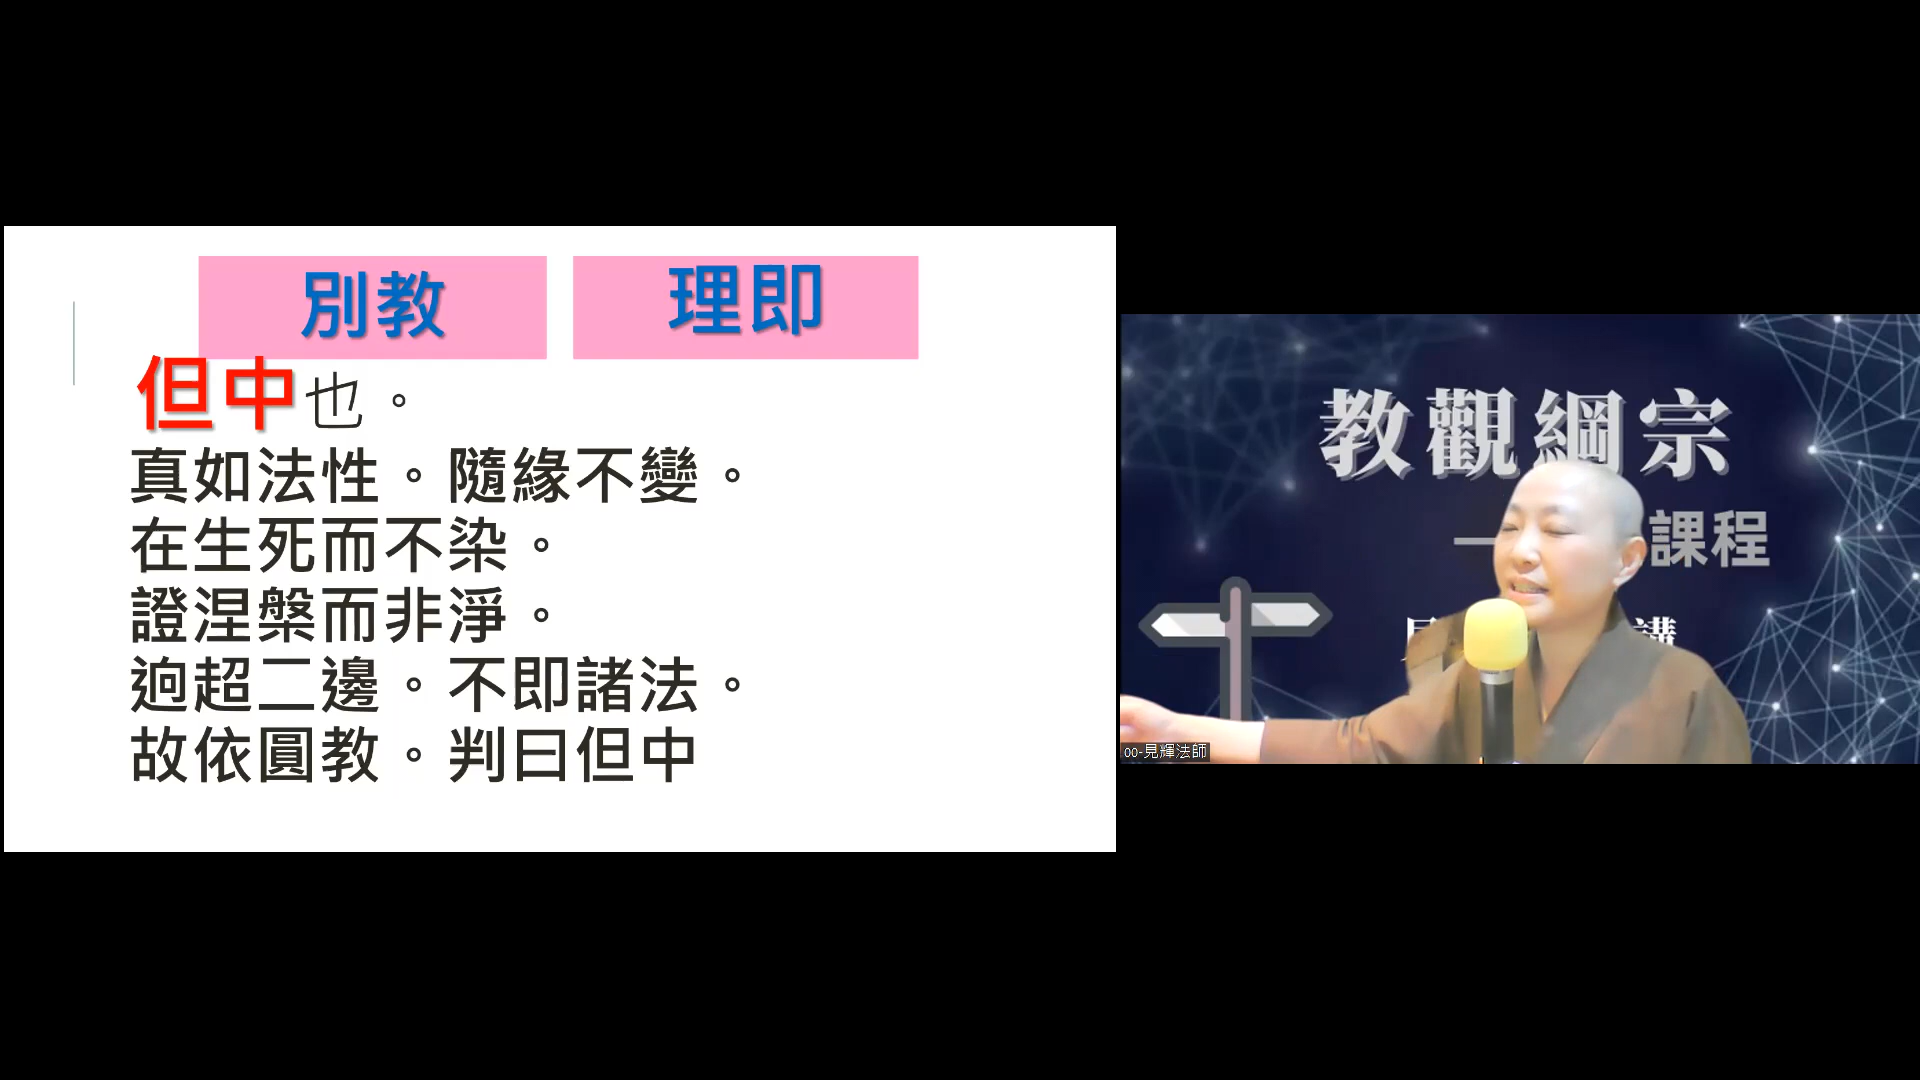 別教
理即
但中也。
真如法性。隨緣不變。
在生死而不染。
證涅槃而非淨。
迥超二邊。不即諸法。
故依圓教。判曰但中
教觀綱宗
課程
講
oo-見輝法師